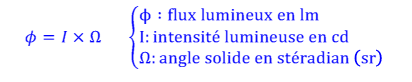 ϕ = I × Ω
ϕ : flux lumineux en lm
I: intensité lumineuse en cd
Ω: angle solide en stéradian (sr)